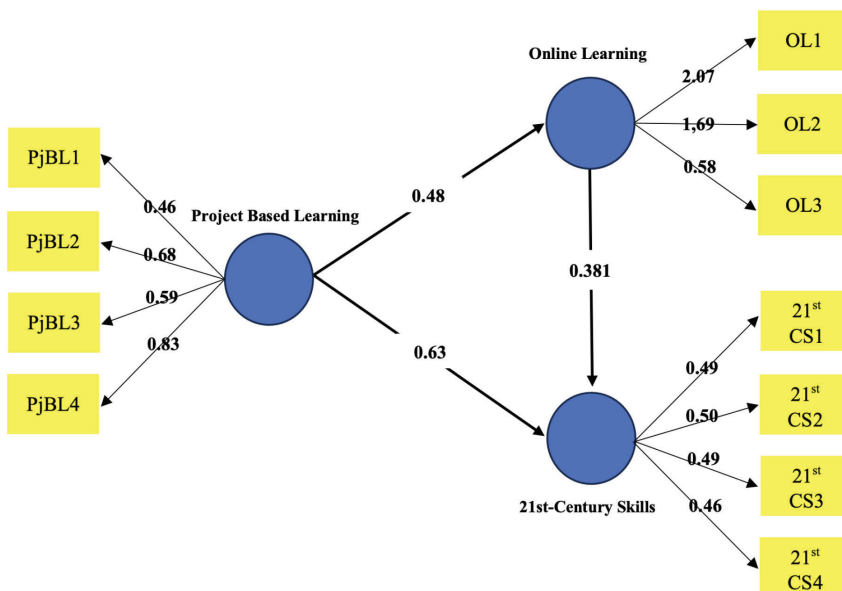 Project Based Learning
PjBL1
PjBL2
PjBL3
PjBL4
0.46
0.68
0.59
0.83
0.48
0.63
Online Learning
2.07
1,69
0.58
OL1
OL2
OL3
0.381
21st-Century Skills
0.49
0.50
0.49
0.46
21st
CS1
21st
CS2
21st
CS3
21st
CS4